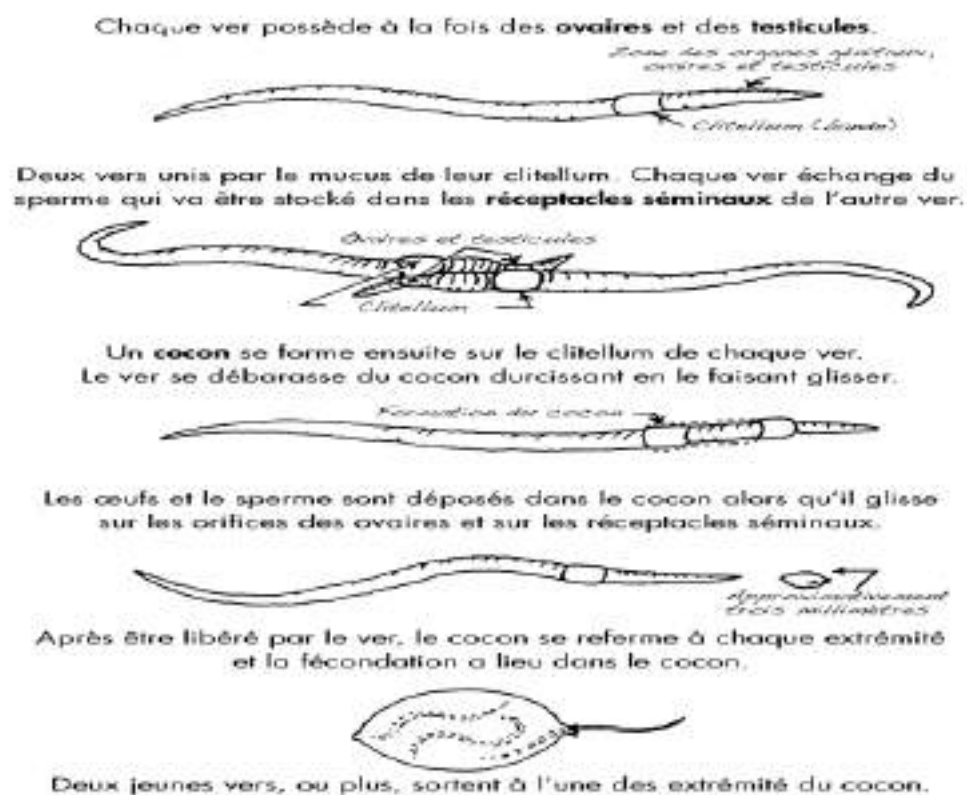 Chaque ver possède à la fois des ovaires et des testicules.
Zone des organes génitaux,
ovaires et testicules
Clitellum
Deux vers unis par le mucus de leur clitellum. Chaque ver échange du
sperme qui va être stocké dans les réceptacles séminaux de l'autre ver.
Ovaires et testicules
Clitellum
Un cocon se forme ensuite sur le clitellum de chaque ver.
Le ver se débarasse du cocon durcissant en le faisant glisser.
Formation du cocon
Les œufs et le sperme sont déposés dans le cocon alors qu'il glisse
sur les orifices des ovaires et sur les réceptacles séminaux.
Approximativement
trois millimètres
Après être libéré par le ver, le cocon se referme à chaque extrémité
et la fécondation a lieu dans le cocon.
Deux jeunes vers, ou plus, sortent à l'une des extrémité du cocon.